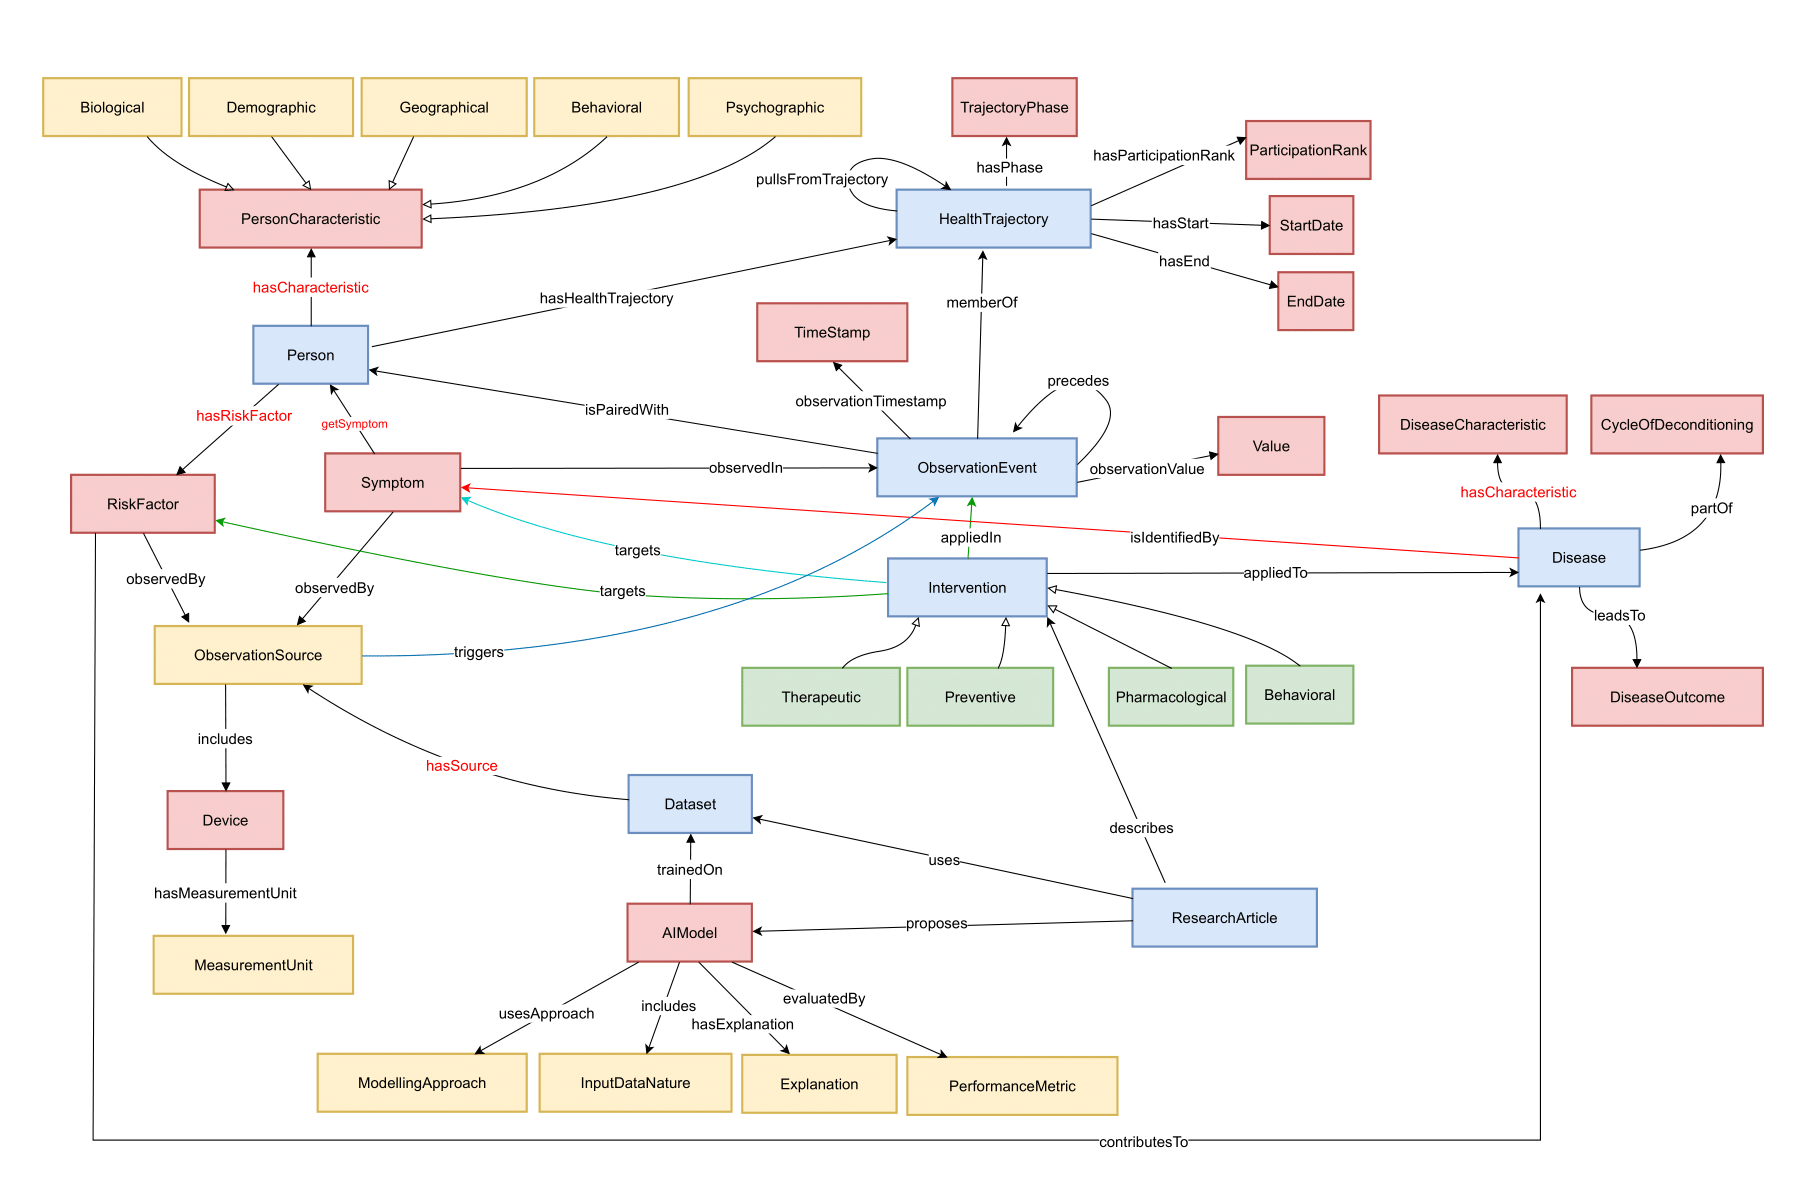 Biological
Demographic
Geographical
Behavioral
Psychographic
TrajectoryPhase
ParticipationRank
hasParticipationRank
hasPhase
pullsFromTrajectory
PersonCharacteristic
HealthTrajectory
hasStart
StartDate
hasEnd
hasCharacteristic
hasHealthTrajectory
memberOf
EndDate
TimeStamp
Person
precedes
observationTimestamp
isPairedWith
hasRiskFactor
getSymptom
DiseaseCharacteristic
CycleOfDeconditioning
Value
observedIn
ObservationEvent
observationValue
Symptom
hasCharacteristic
RiskFactor
partOf
appliedIn
isIdentifiedBy
targets
Disease
observedBy
observedBy
targets
Intervention
appliedTo
leadsTo
ObservationSource
triggers
Therapeutic
Preventive
Pharmacological
Behavioral
DiseaseOutcome
includes
hasSource
Dataset
Device
describes
uses
trainedOn
hasMeasurementUnit
AIModel
proposes
ResearchArticle
MeasurementUnit
evaluatedBy
usesApproach
includes
hasExplanation
ModellingApproach
InputDataNature
Explanation
PerformanceMetric
contributesTo